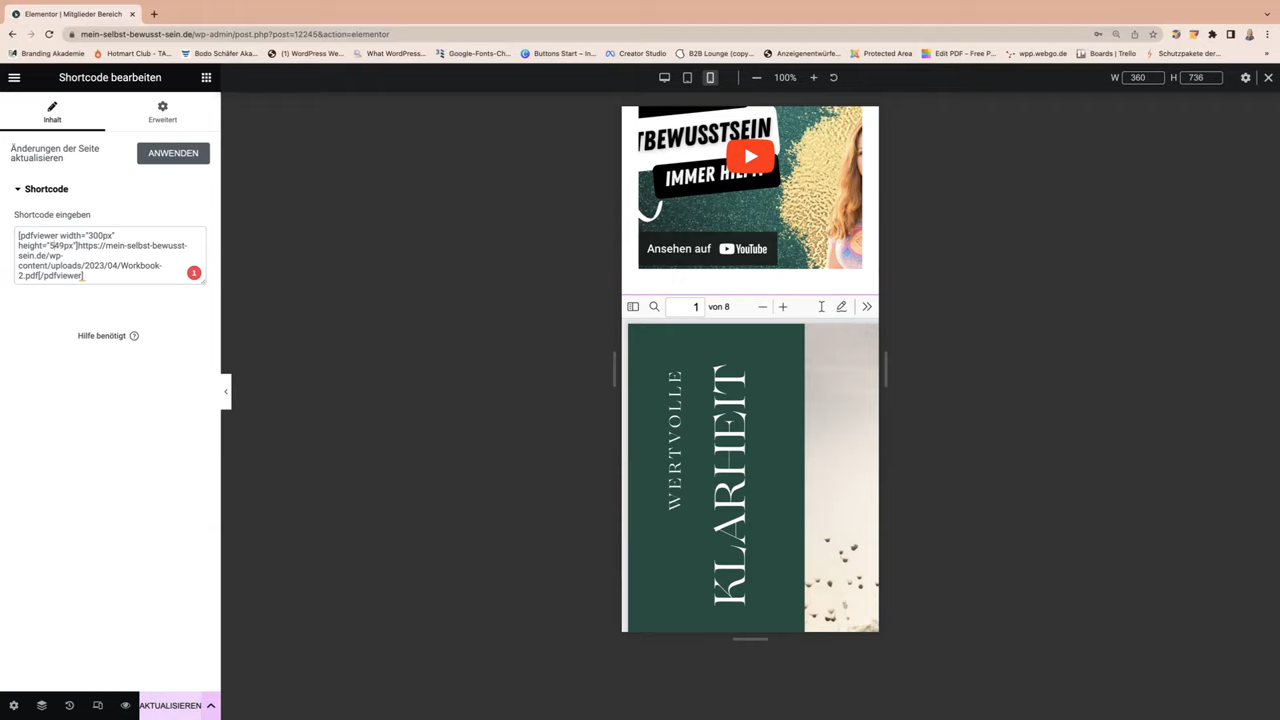 Elementor | Mitglieder Bereich
mein-selbst-bewusst-sein.de/wp-admin/post.php?post=12245&action=elementor
Branding Akademie
Hotmart Club - TA...
Bodo Schäfer Aka...
(1) WordPress We...
What WordPress...
Google-Fonts-Ch...
Buttons Start – In...
Creator Studio
B2B Lounge (copy...
Anzeigenentwürfe...
Protected Area
Edit PDF – Free P...
wpp.webgo.de
Boards | Trello
Schutzpakete der...
Shortcode bearbeiten
100%
W 360 H 736
Inhalt
Erweitert
Änderungen der Seite
aktualisieren
ANWENDEN
Shortcode
Shortcode eingeben
[pdfviewer width="300px"
height="549px"]https://mein-selbst-bewusst-
sein.de/wp-
content/uploads/2023/04/Workbook-
2.pdf[/pdfviewer]
1
Hilfe benötigt
AKTUALISIEREN
TBEWUSSTSEIN
IMMER
Ansehen auf YouTube
1 von 8
WERTVOLLE
KLARHEIT